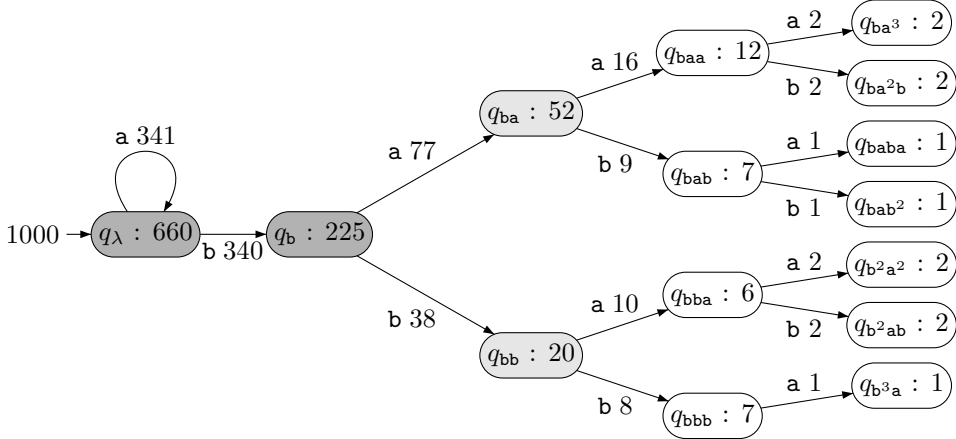 a 2
q_ba³ : 2
q_baa : 12
a 16
b 2
q_ba²b : 2
q_ba : 52
a 341
a 77
b 9
a 1
q_baba : 1
q_bab : 7
b 1
q_bab² : 1
1000
q_λ : 660
b 340
q_b : 225
a 2
q_b²a² : 2
a 10
q_bba : 6
b 38
b 2
q_b²ab : 2
q_bb : 20
a 1
q_b³a : 1
b 8
q_bbb : 7